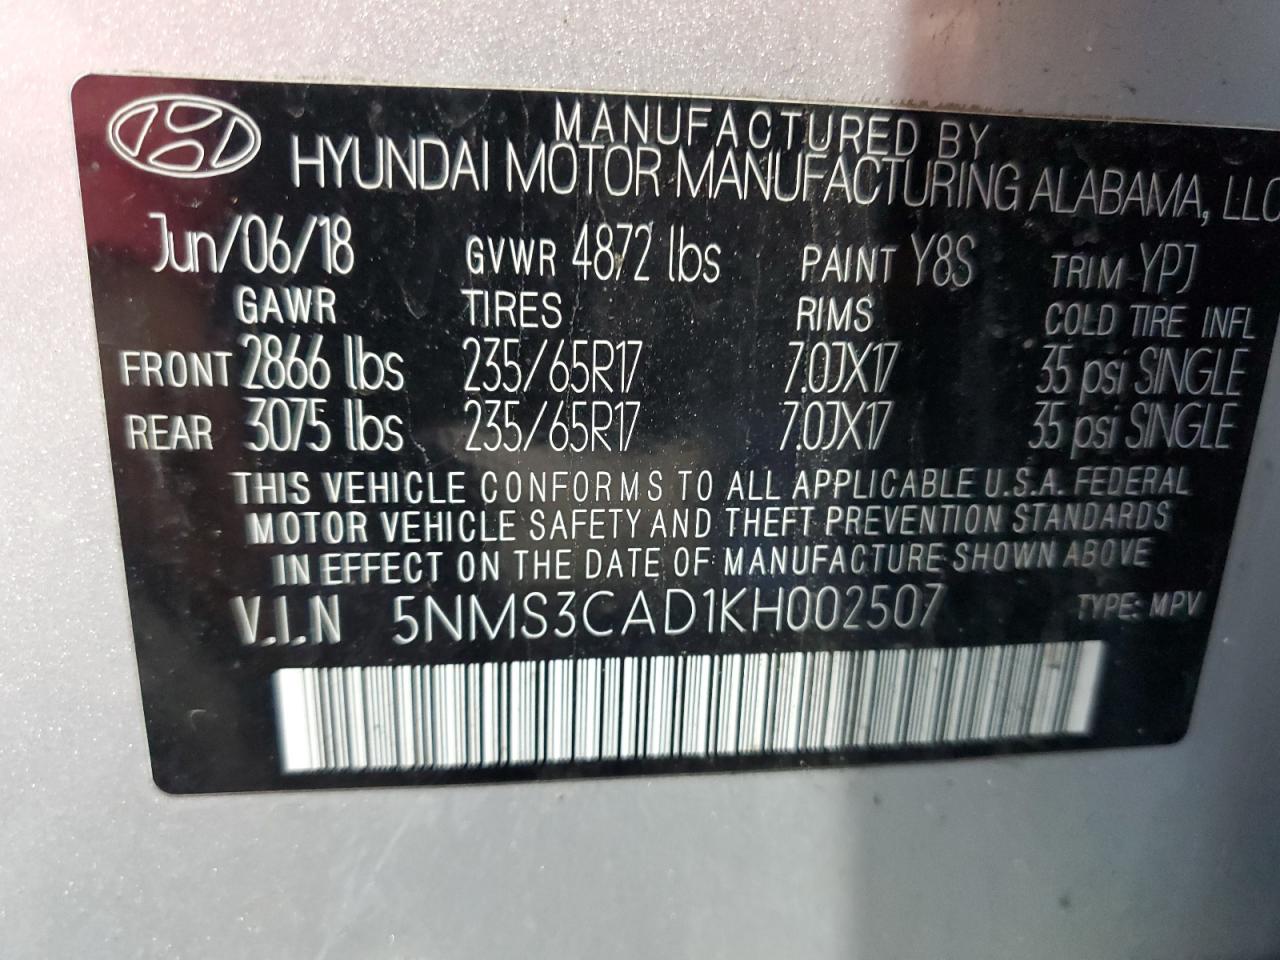 MANUFACTURED BY
HYUNDAI MOTOR MANUFACTURING ALABAMA, LLC
Jun/06/18 GVWR 4872 lbs PAINT Y8S TRIM YPJ
GAWR TIRES RIMS COLD TIRE INFL
FRONT 2866 lbs 235/65R17 7.0JX17 35 psi SINGLE
REAR 3075 lbs 235/65R17 7.0JX17 35 psi SINGLE
THIS VEHICLE CONFORMS TO ALL APPLICABLE U.S.A. FEDERAL
MOTOR VEHICLE SAFETY AND THEFT PREVENTION STANDARDS
IN EFFECT ON THE DATE OF MANUFACTURE SHOWN ABOVE
V.I.N 5NMS3CAD1KH002507 TYPE: MPV